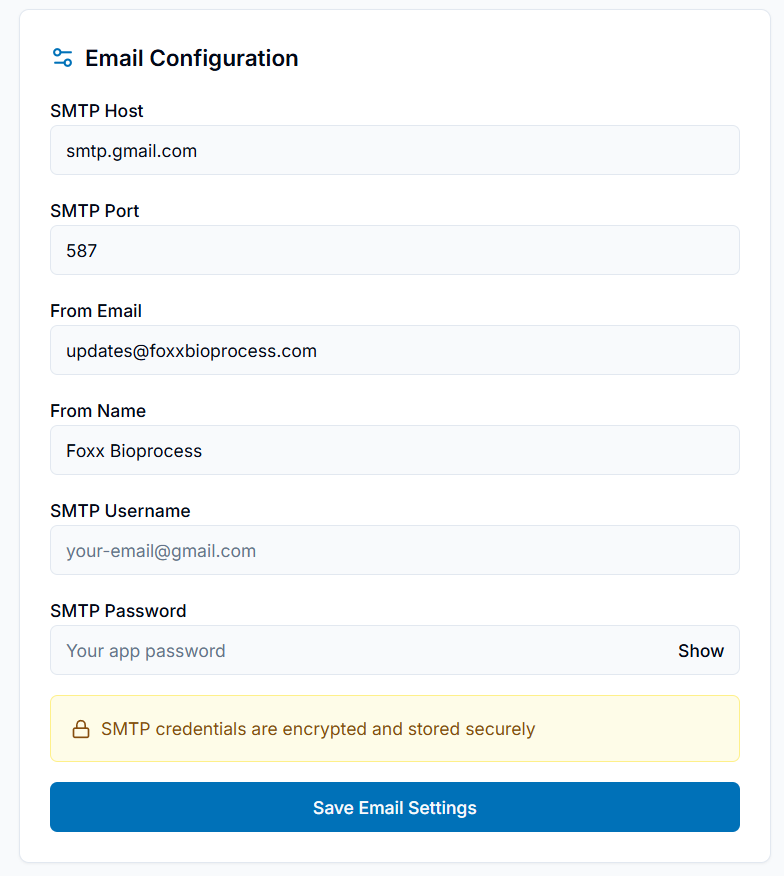 Email Configuration
SMTP Host
smtp.gmail.com
SMTP Port
587
From Email
updates@foxxbioprocess.com
From Name
Foxx Bioprocess
SMTP Username
your-email@gmail.com
SMTP Password
Your app password
Show
SMTP credentials are encrypted and stored securely
Save Email Settings